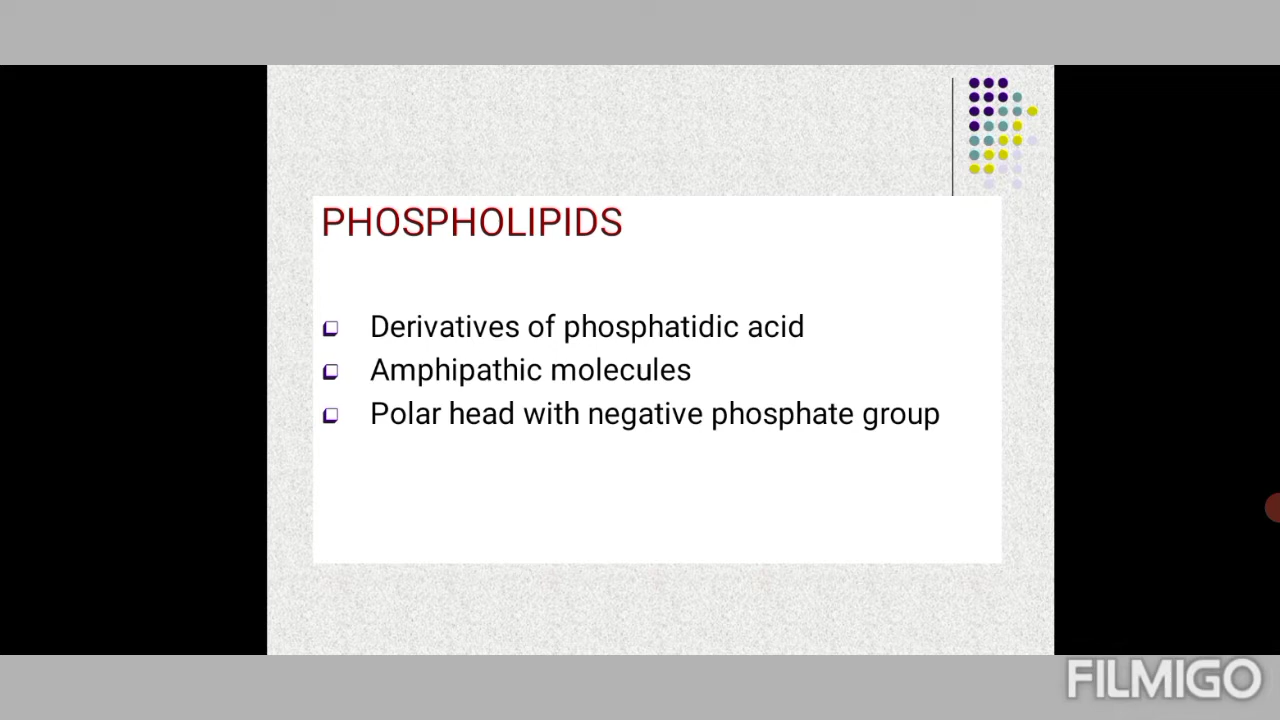 PHOSPHOLIPIDS
Derivatives of phosphatidic acid
Amphipathic molecules
Polar head with negative phosphate group
FILMIGO